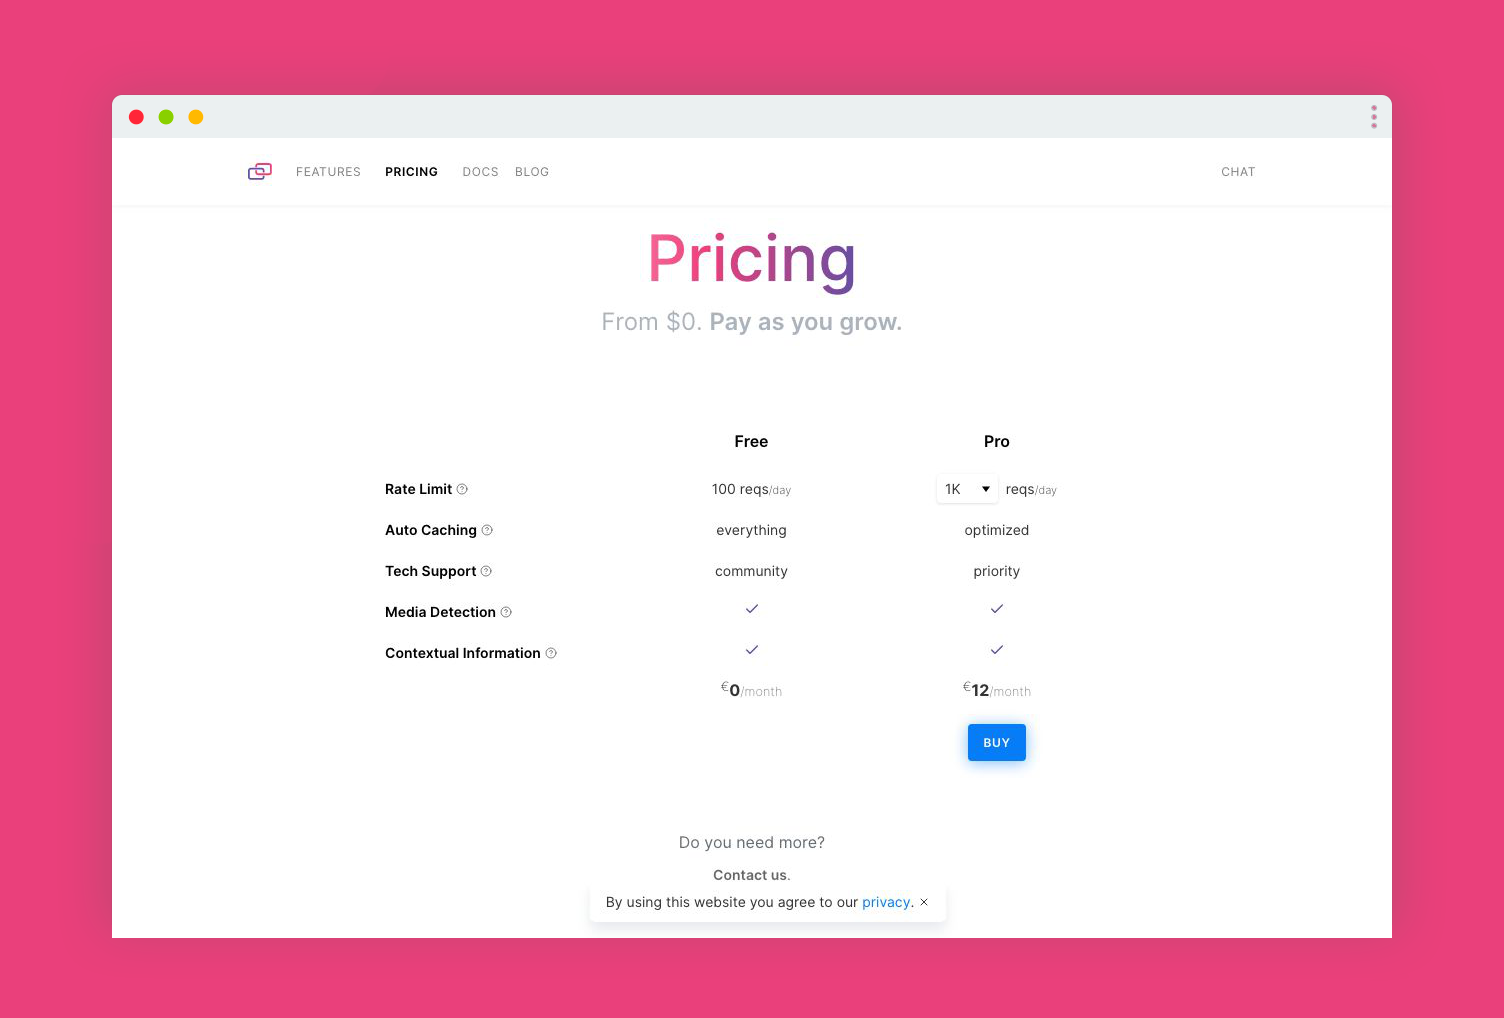 FEATURES PRICING DOCS BLOG CHAT
Pricing
From $0. Pay as you grow.
Free Pro
Rate Limit ? 100 reqs/day 1K reqs/day
Auto Caching ? everything optimized
Tech Support ? community priority
Media Detection ?
Contextual Information ?
€0/month €12/month
BUY
Do you need more?
Contact us.
By using this website you agree to our privacy. ×